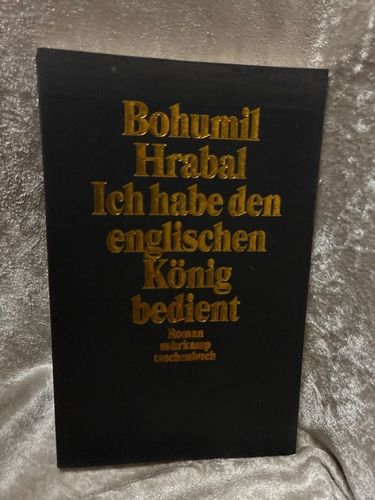 Bohumil
Hrabal
Ich habe den
englischen
König
bedient
Roman
suhrkamp
taschenbuch